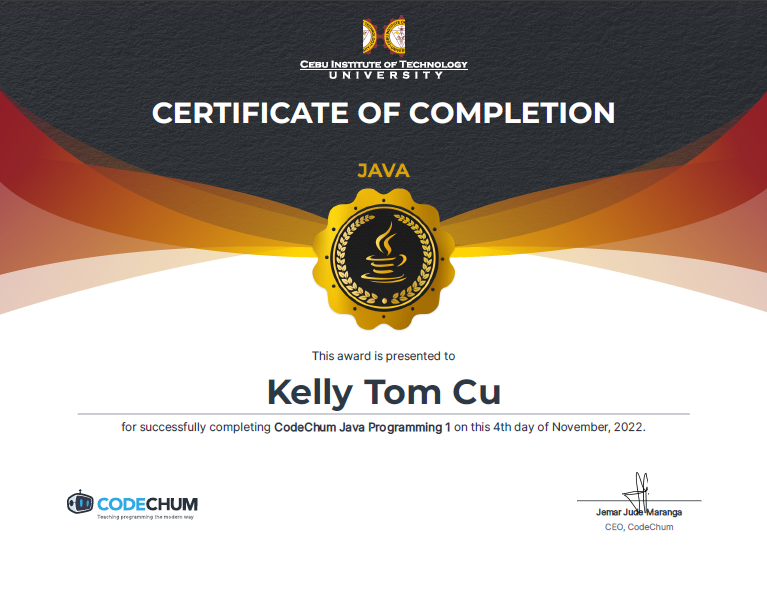 CEBU INSTITUTE OF TECHNOLOGY
UNIVERSITY
CERTIFICATE OF COMPLETION
JAVA
This award is presented to
Kelly Tom Cu
for successfully completing CodeChum Java Programming 1 on this 4th day of November, 2022.
CODECHUM
Teaching programming the modern way
Jemar Jude Maranga
CEO, CodeChum